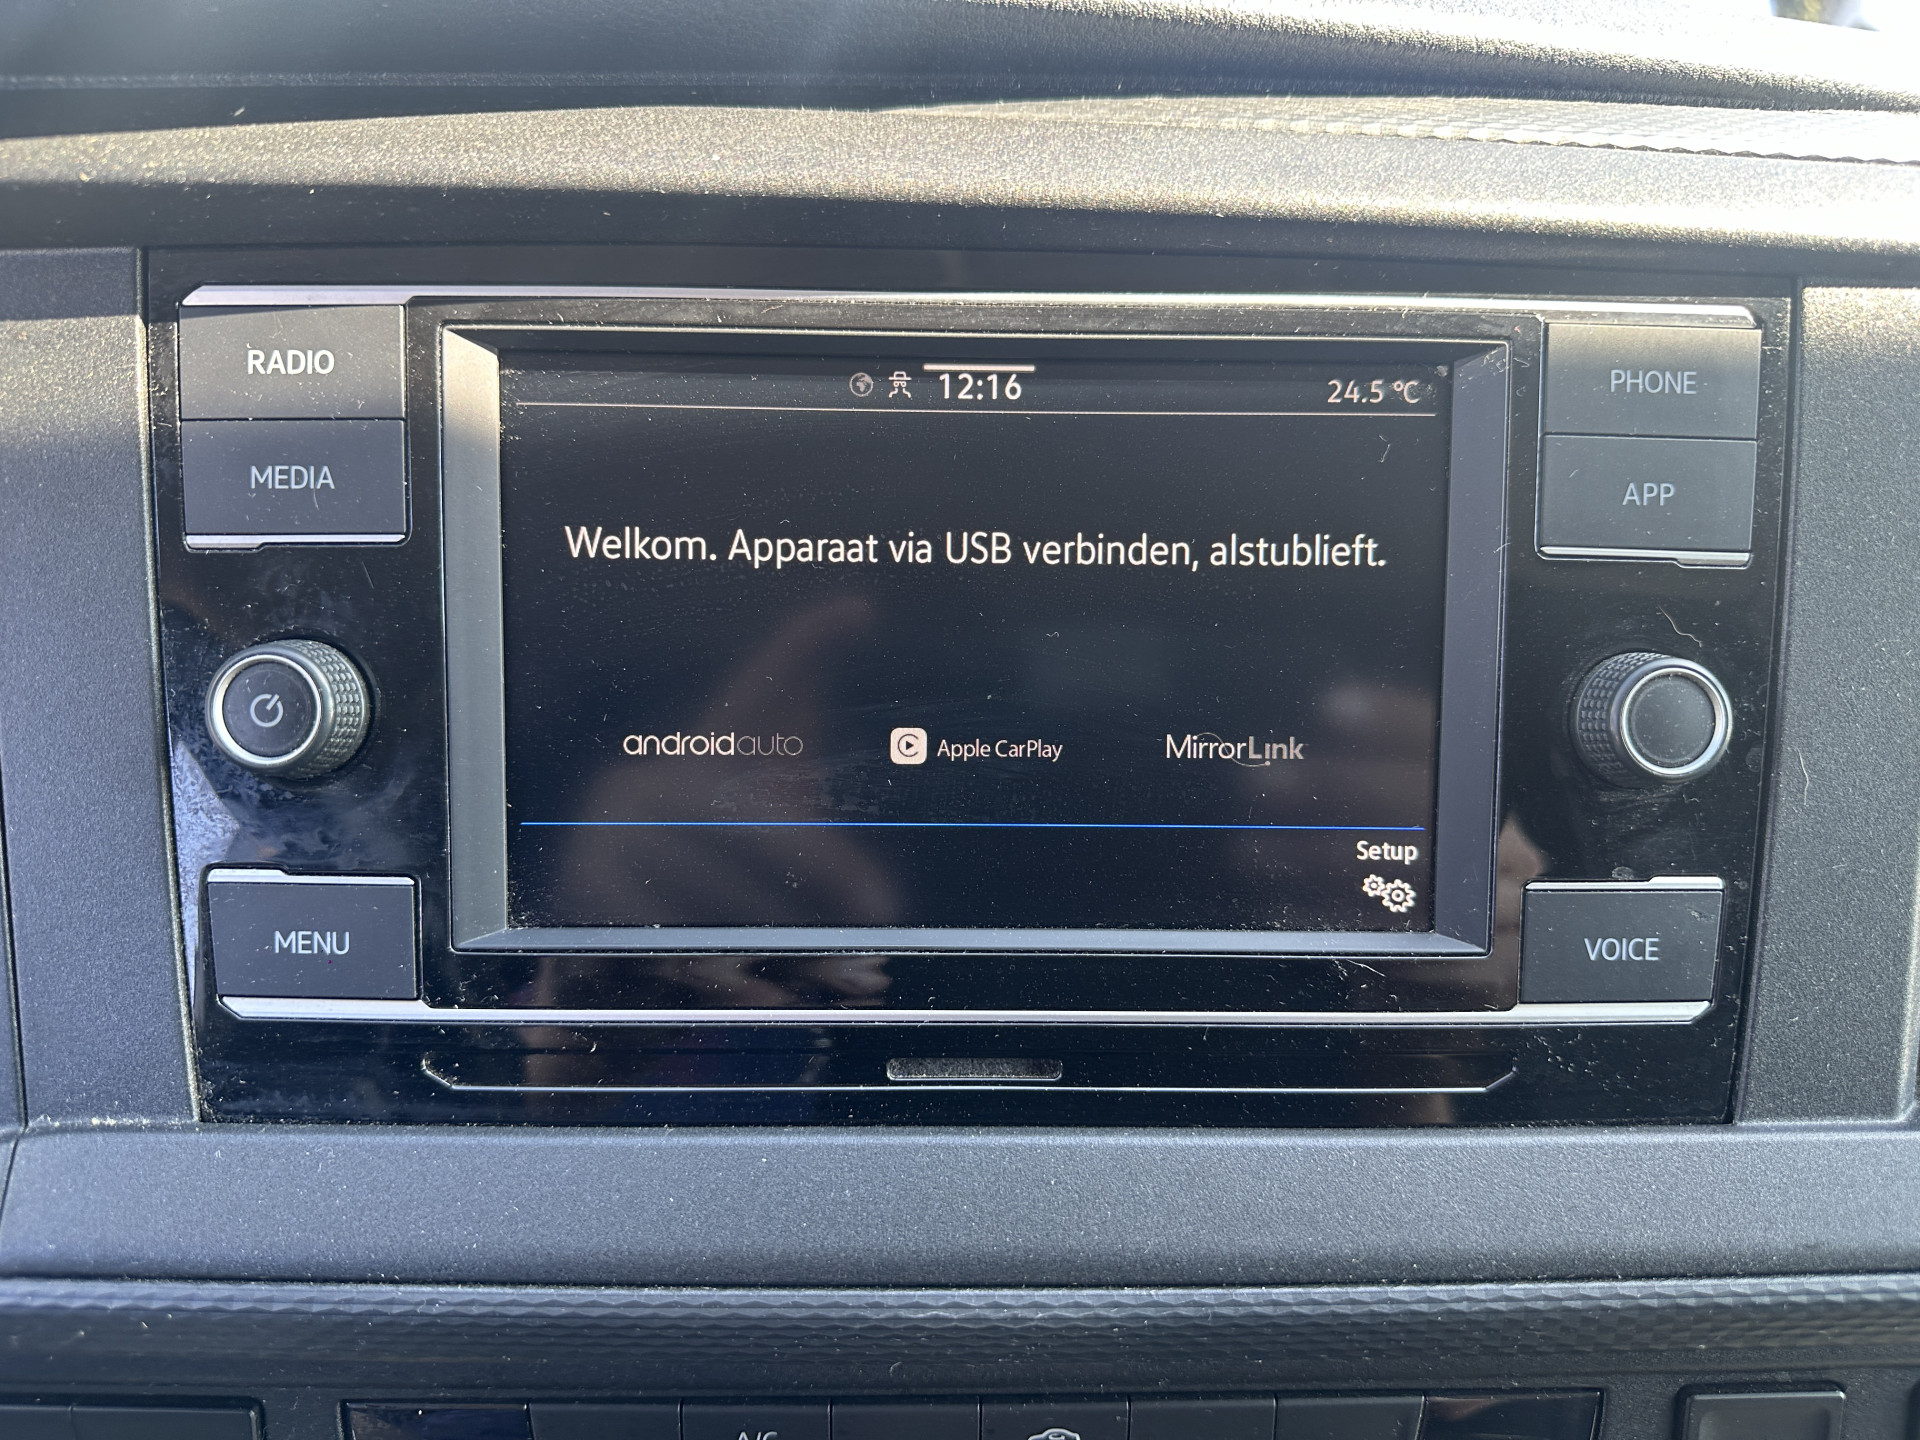 RADIO
MEDIA
12:16
24.5 °C
PHONE
APP
Welkom. Apparaat via USB verbinden, alstublieft.
androidauto
Apple CarPlay
MirrorLink
Setup
MENU
VOICE
A/C